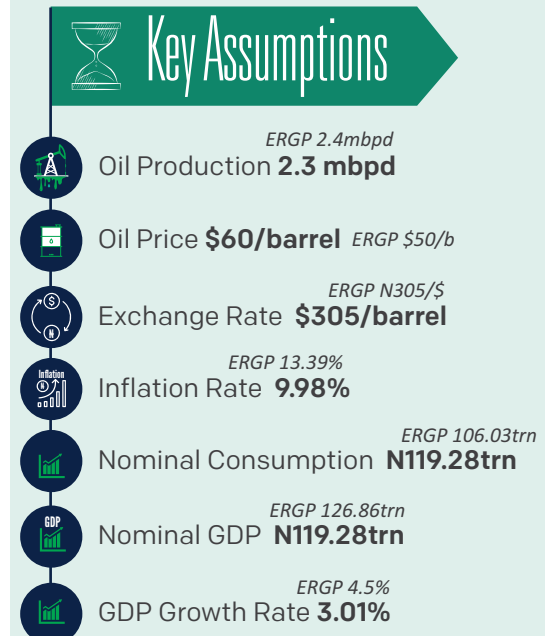 Key Assumptions
ERGP 2.4mbpd
Oil Production 2.3 mbpd
Oil Price $60/barrel ERGP $50/b
ERGP N305/$
Exchange Rate $305/barrel
ERGP 13.39%
Inflation
Inflation Rate 9.98%
ERGP 106.03trn
Nominal Consumption N119.28trn
ERGP 126.86trn
GDP
Nominal GDP N119.28trn
ERGP 4.5%
GDP Growth Rate 3.01%